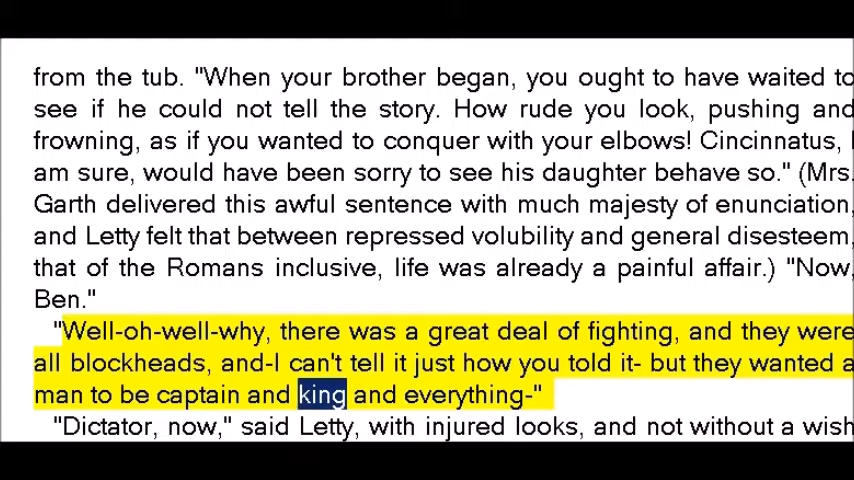 from the tub. "When your brother began, you ought to have waited to
see if he could not tell the story. How rude you look, pushing and
frowning, as if you wanted to conquer with your elbows! Cincinnatus, I
am sure, would have been sorry to see his daughter behave so." (Mrs.
Garth delivered this awful sentence with much majesty of enunciation,
and Letty felt that between repressed volubility and general disesteem,
that of the Romans inclusive, life was already a painful affair.) "Now,
Ben."
"Well-oh-well-why, there was a great deal of fighting, and they were
all blockheads, and-I can't tell it just how you told it- but they wanted a
man to be captain and king and everything-"
"Dictator, now," said Letty, with injured looks, and not without a wish